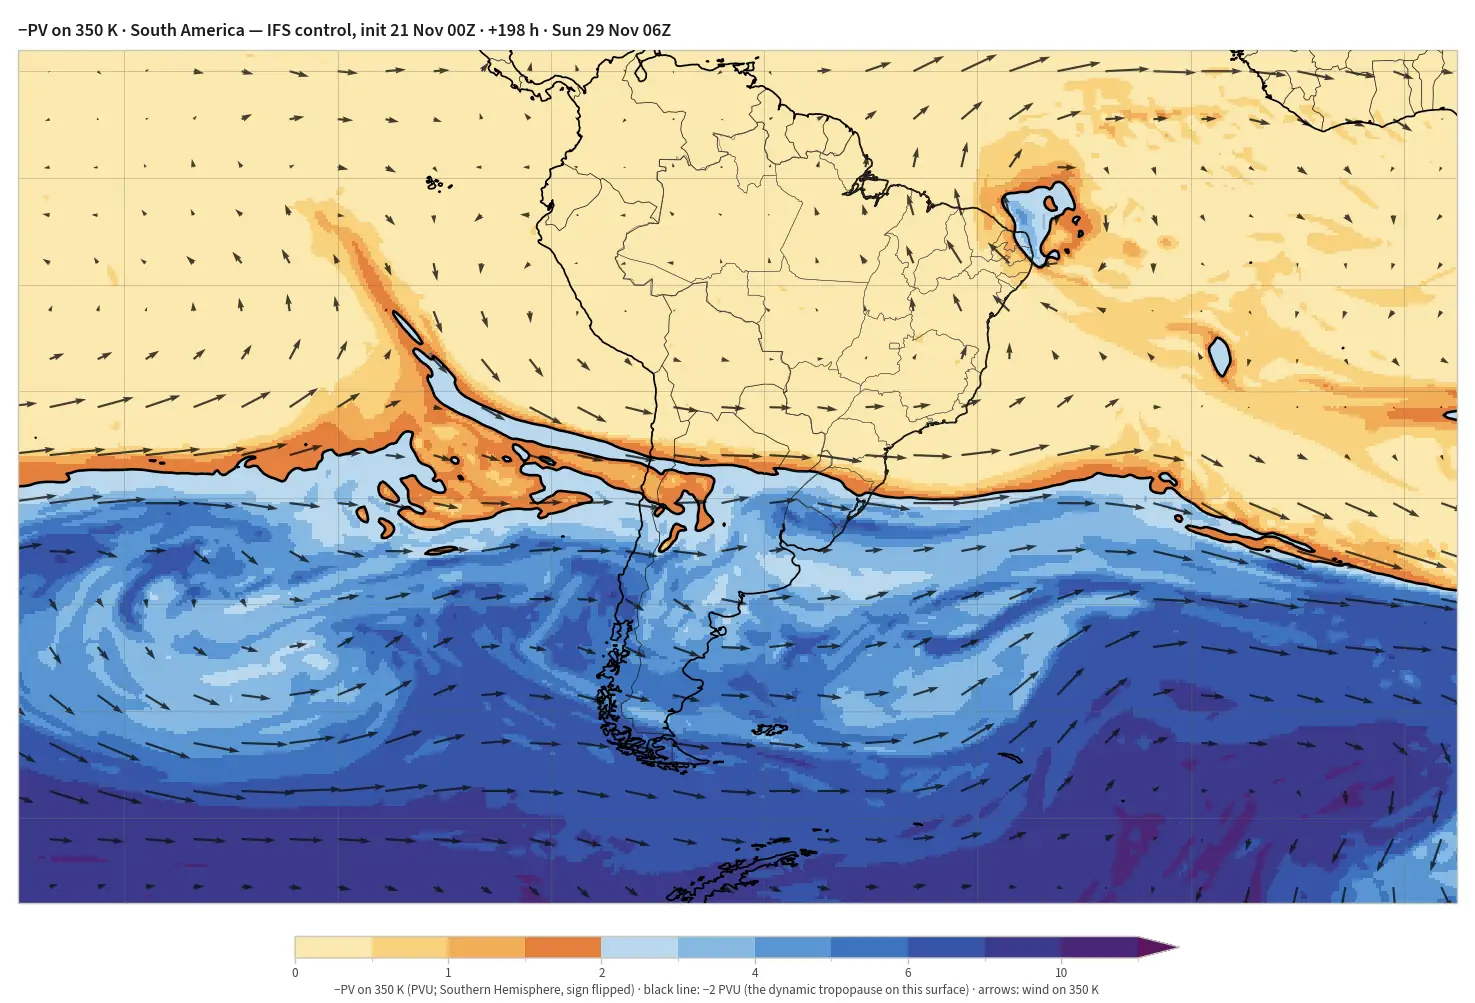 −PV on 350 K · South America — IFS control, init 21 Nov 00Z · +198 h · Sun 29 Nov 06Z
0 1 2 4 6 10
−PV on 350 K (PVU; Southern Hemisphere, sign flipped) · black line: −2 PVU (the dynamic tropopause on this surface) · arrows: wind on 350 K